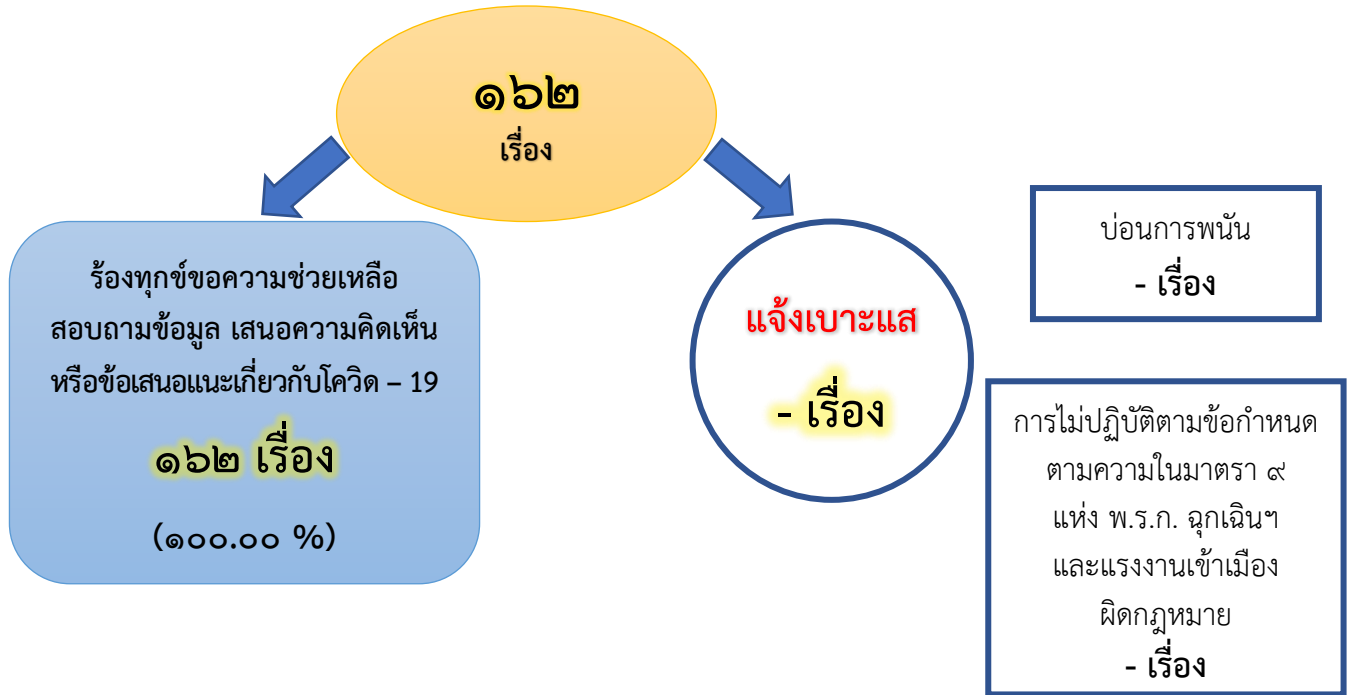 ๑๖๒
เรื่อง
ร้องทุกข์ขอความช่วยเหลือ
สอบถามข้อมูล เสนอความคิดเห็น
หรือข้อเสนอแนะเกี่ยวกับโควิด – 19
๑๖๒ เรื่อง
(๑๐๐.๐๐ %)
แจ้งเบาะแส
- เรื่อง
บ่อนการพนัน
- เรื่อง
การไม่ปฏิบัติตามข้อกำหนด
ตามความในมาตรา ๙
แห่ง พ.ร.ก. ฉุกเฉินฯ
และแรงงานเข้าเมือง
ผิดกฎหมาย
- เรื่อง